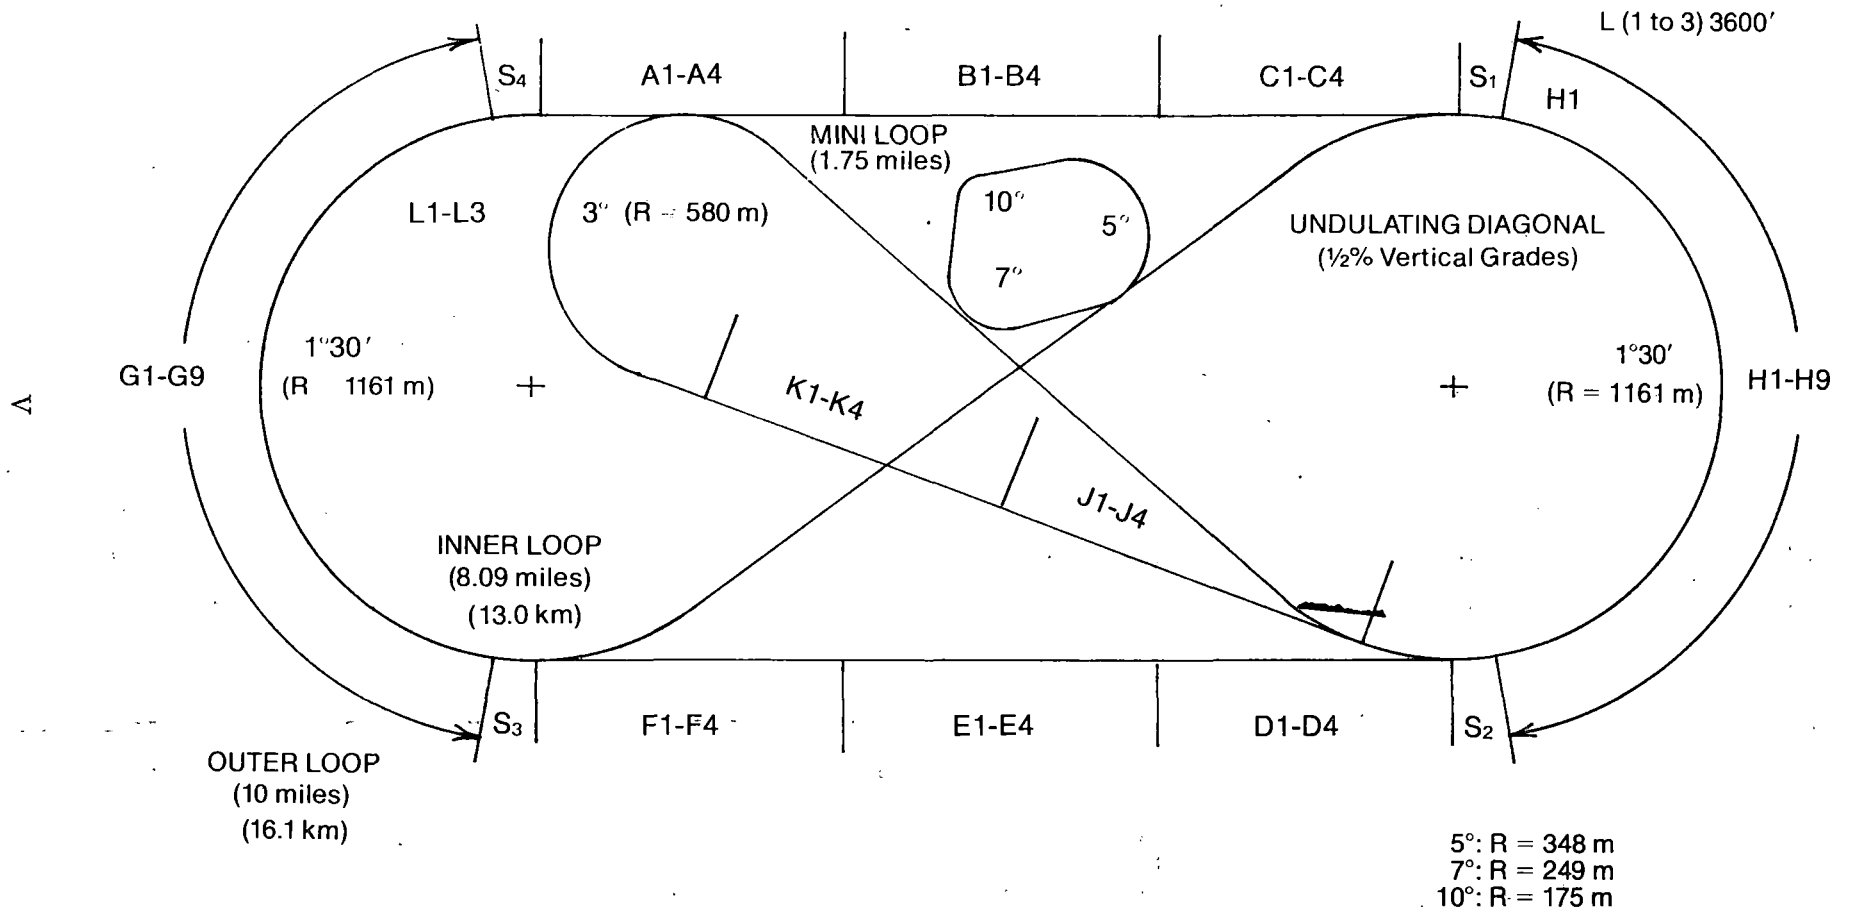 L (1 to 3) 3600′
S4 A1-A4 B1-B4 C1-C4 S1
H1
MINI LOOP
(1.75 miles)
L1-L3
3° (R = 580 m)
10°
5°
7°
UNDULATING DIAGONAL
(½% Vertical Grades)
G1-G9
1°30′
(R 1161 m)
K1-K4
1°30′
(R = 1161 m)
H1-H9
V
J1-J4
INNER LOOP
(8.09 miles)
(13.0 km)
S3 F1-F4 E1-E4 D1-D4 S2
OUTER LOOP
(10 miles)
(16.1 km)
5°: R = 348 m
7°: R = 249 m
10°: R = 175 m